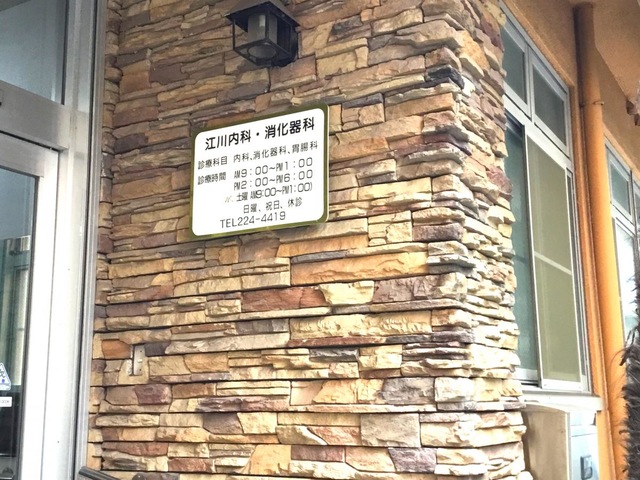 江川内科・消化器科
診療科目 内科、消化器科、胃腸科
診療時間 AM9:00～PM1:00
PM2:00～PM6:00
土曜 AM9:00～PM1:00)
日曜、祝日、休診
TEL224-4419